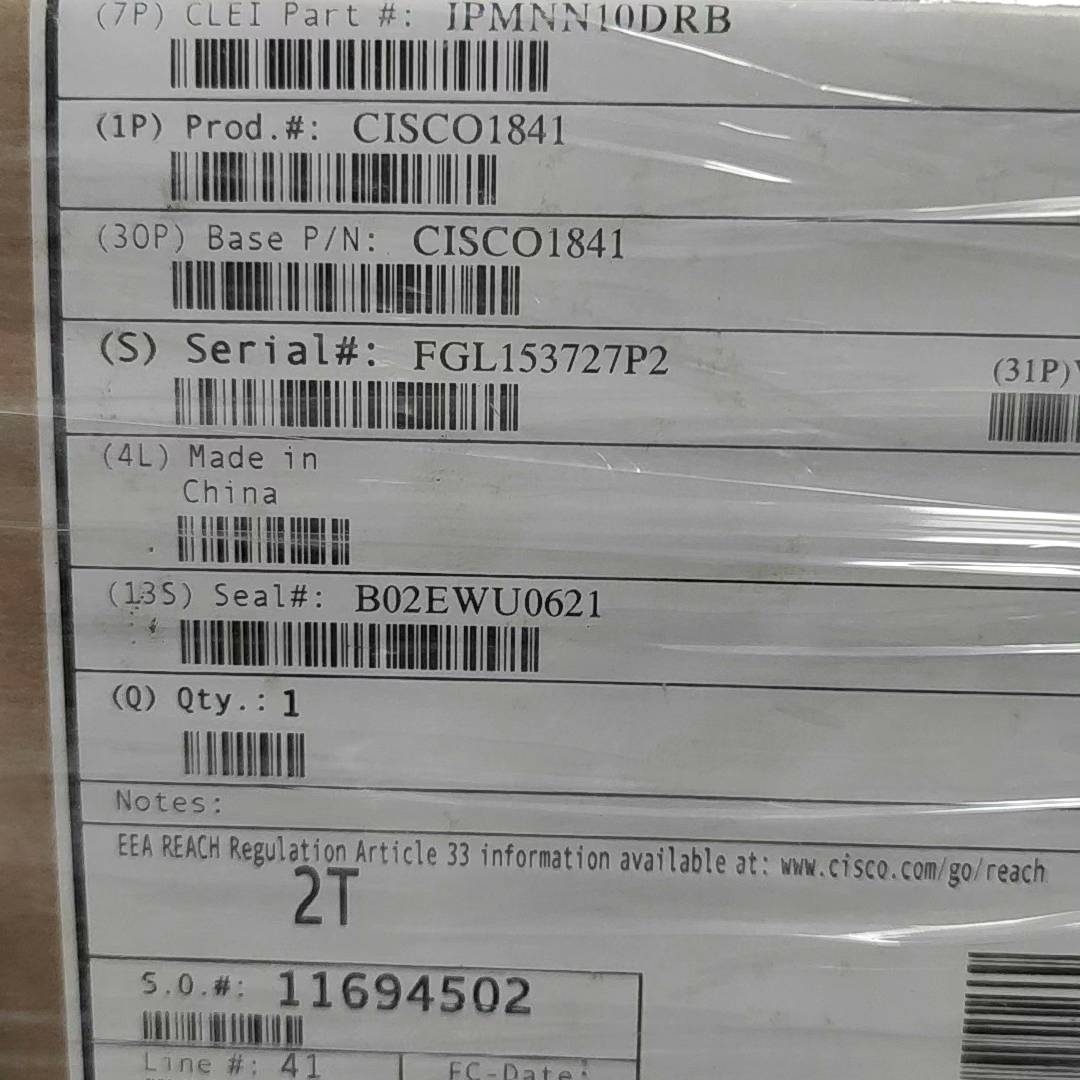 (7P) CLEI Part #: IPMNN10DRB
(1P) Prod.#: CISCO1841
(30P) Base P/N: CISCO1841
(S) Serial#: FGL153727P2
(31P)
(4L) Made in
China
(13S) Seal#: B02EWU0621
(Q) Qty.: 1
Notes:
EEA REACH Regulation Article 33 information available at: www.cisco.com/go/reach
2T
S.O.#: 11694502
Line #: 41
FC-Date: